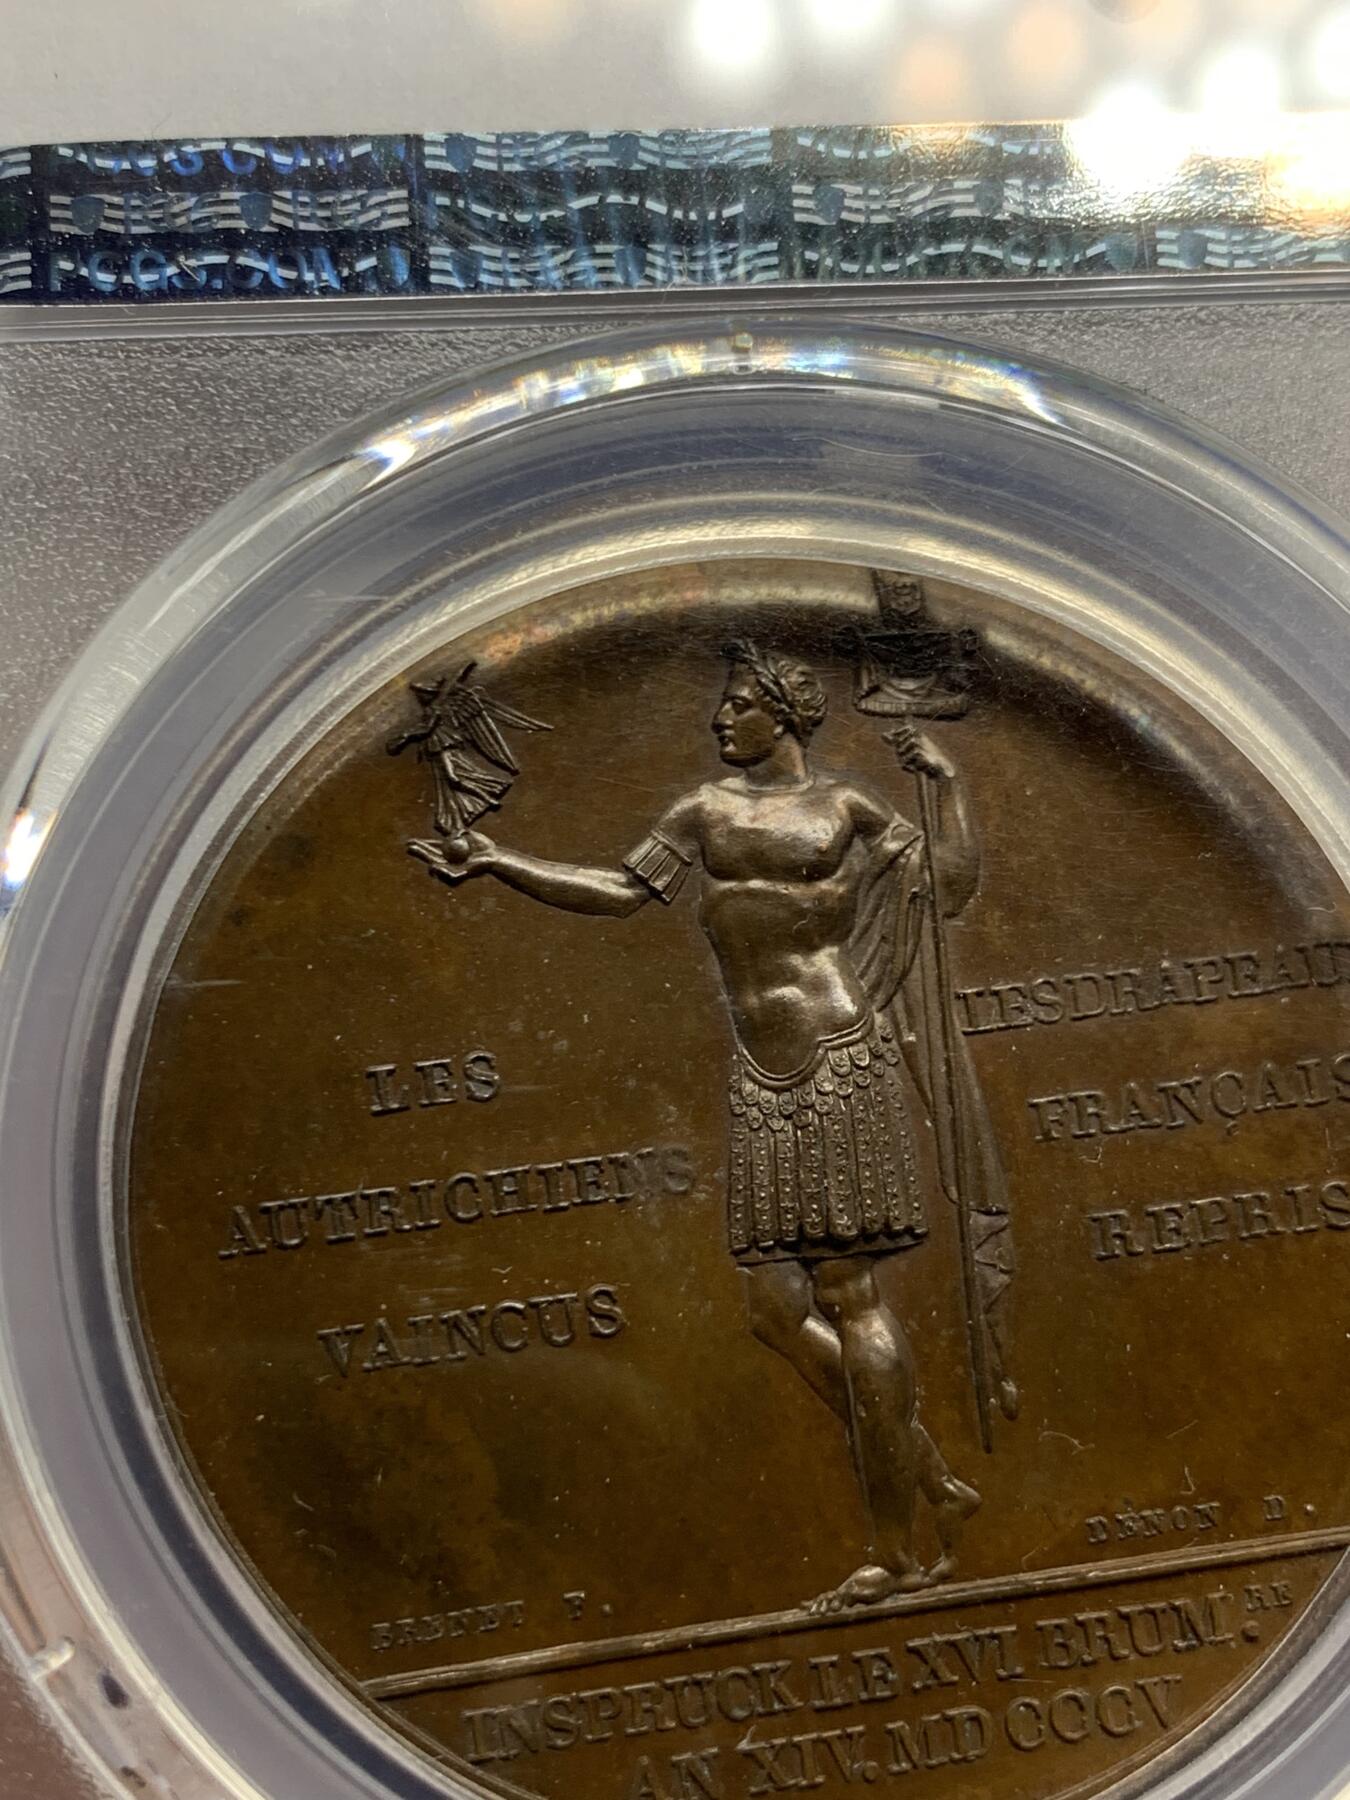 PCGS.COM
PCGS.COM
LES
AUTRICHIENS
VAINCUS
LES DRAPEAU
FRANÇAIS
REPRIS
BRENET F.
DENON D.
INSPRUCK LE XVI BRUM.RE
AN XIV. MDCCCV